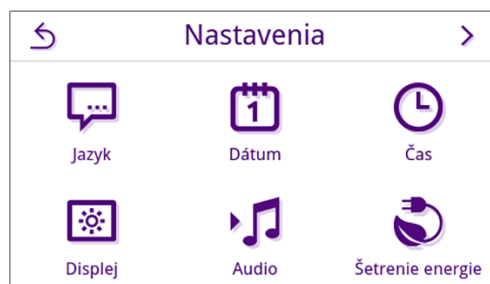 Nastavenia
...
1
Jazyk Dátum Čas
Displej Audio Šetrenie energie